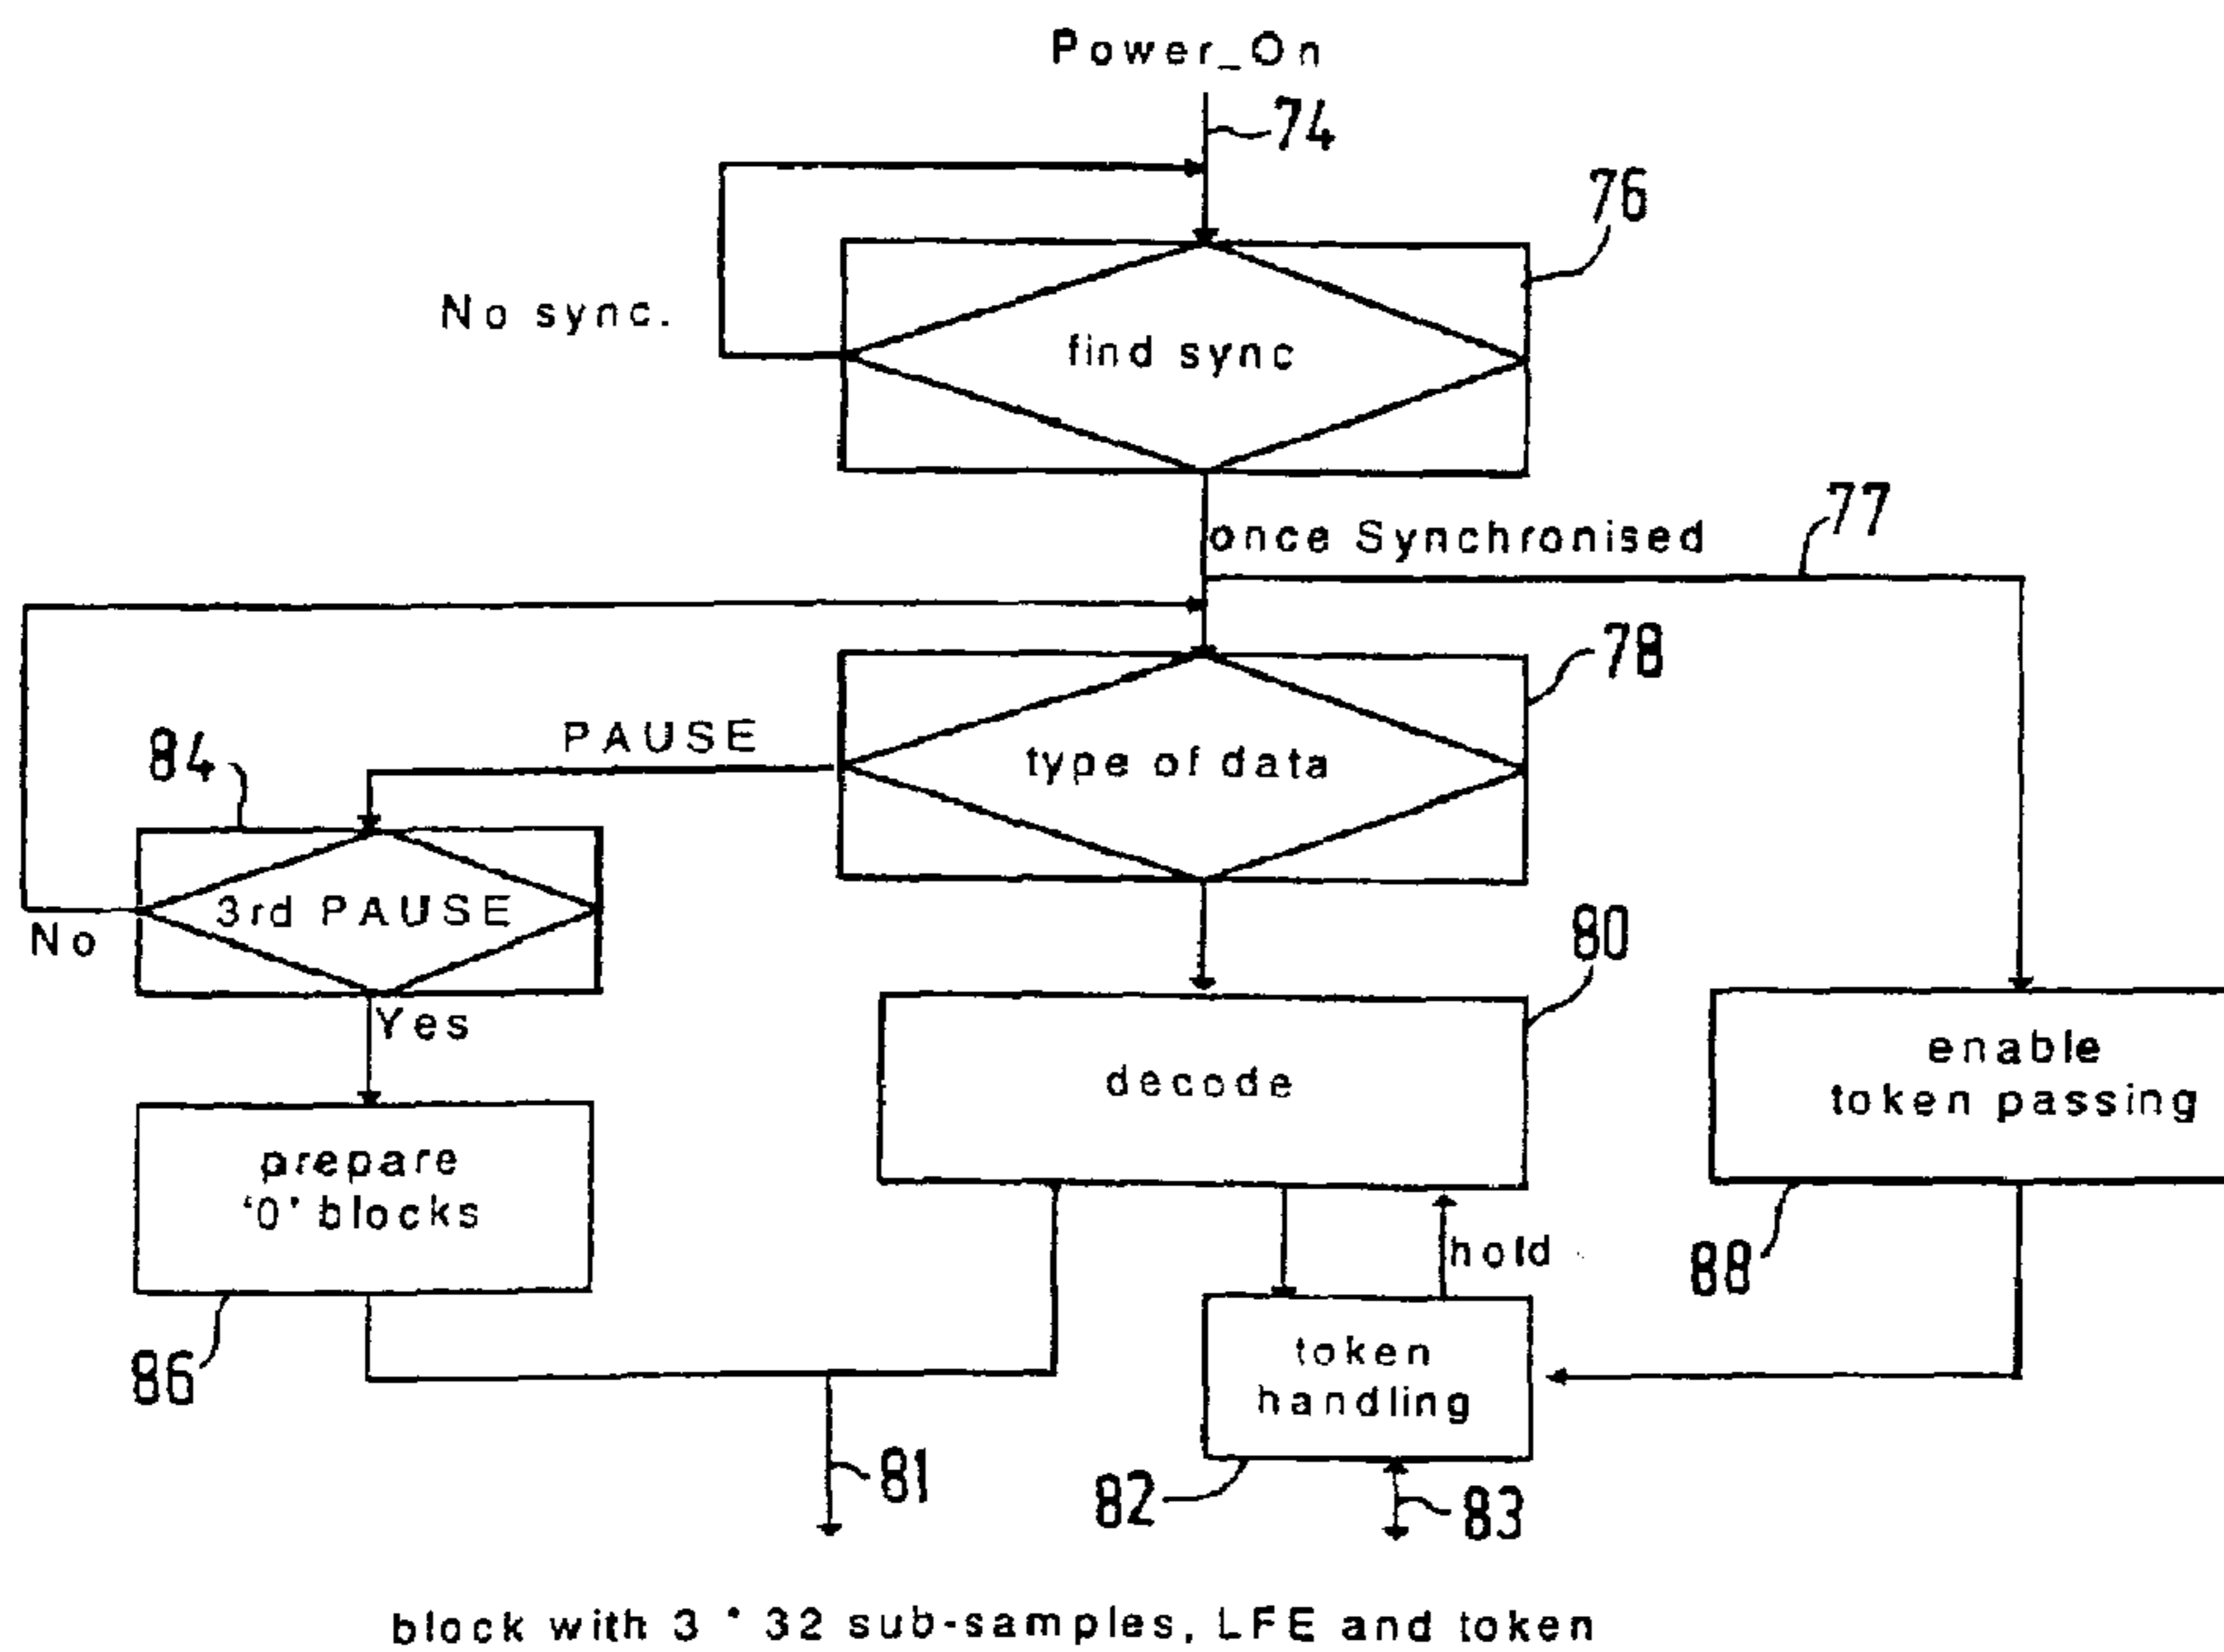 Power_On
74
76
No sync.
find sync
77
once Synchronised
78
PAUSE
84
type of data
80
3rd PAUSE
No
Yes
enable
token passing
decode
prepare
'0' blocks
hold
88
86
token
handling
81
82
83
block with 3 * 32 sub-samples, LFE and token